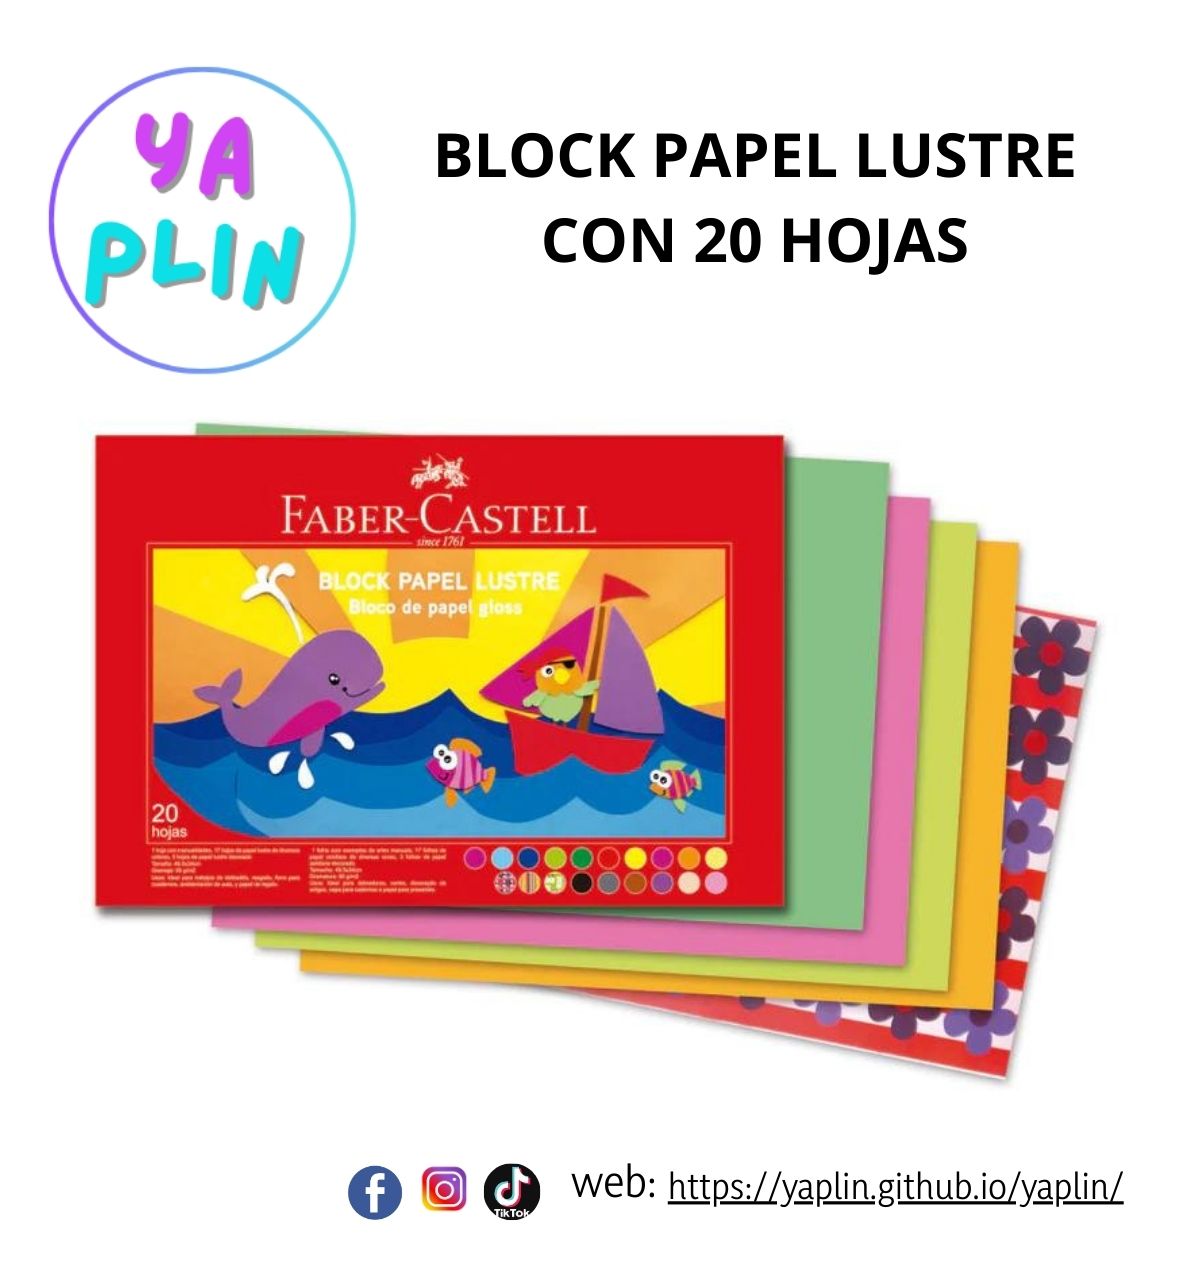 YA
PLIN
BLOCK PAPEL LUSTRE
CON 20 HOJAS
FABER-CASTELL
since 1761
BLOCK PAPEL LUSTRE
Bloco de papel gloss
20
hojas
TikTok
web: https://yaplin.github.io/yaplin/